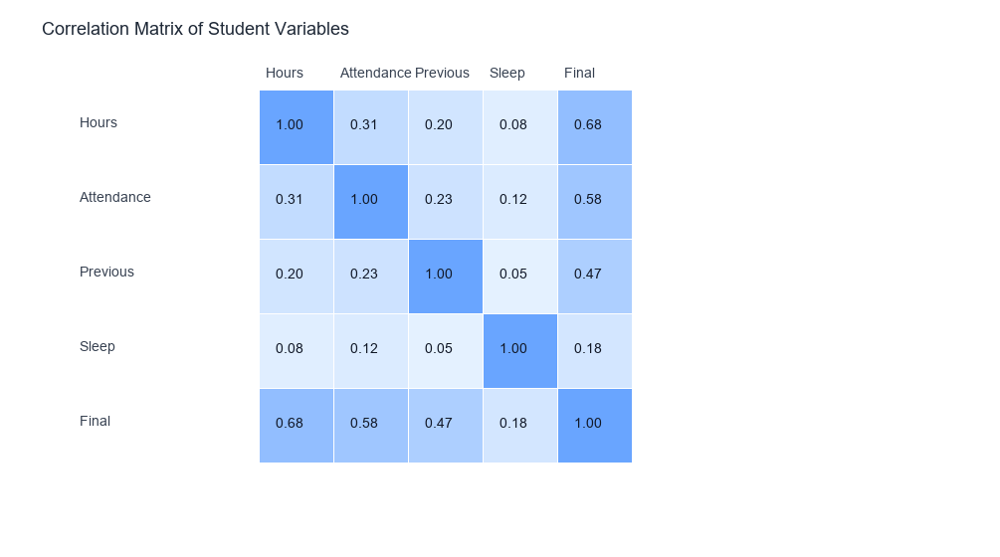 Correlation Matrix of Student Variables
Hours Attendance Previous Sleep Final
Hours 1.00 0.31 0.20 0.08 0.68
Attendance 0.31 1.00 0.23 0.12 0.58
Previous 0.20 0.23 1.00 0.05 0.47
Sleep 0.08 0.12 0.05 1.00 0.18
Final 0.68 0.58 0.47 0.18 1.00